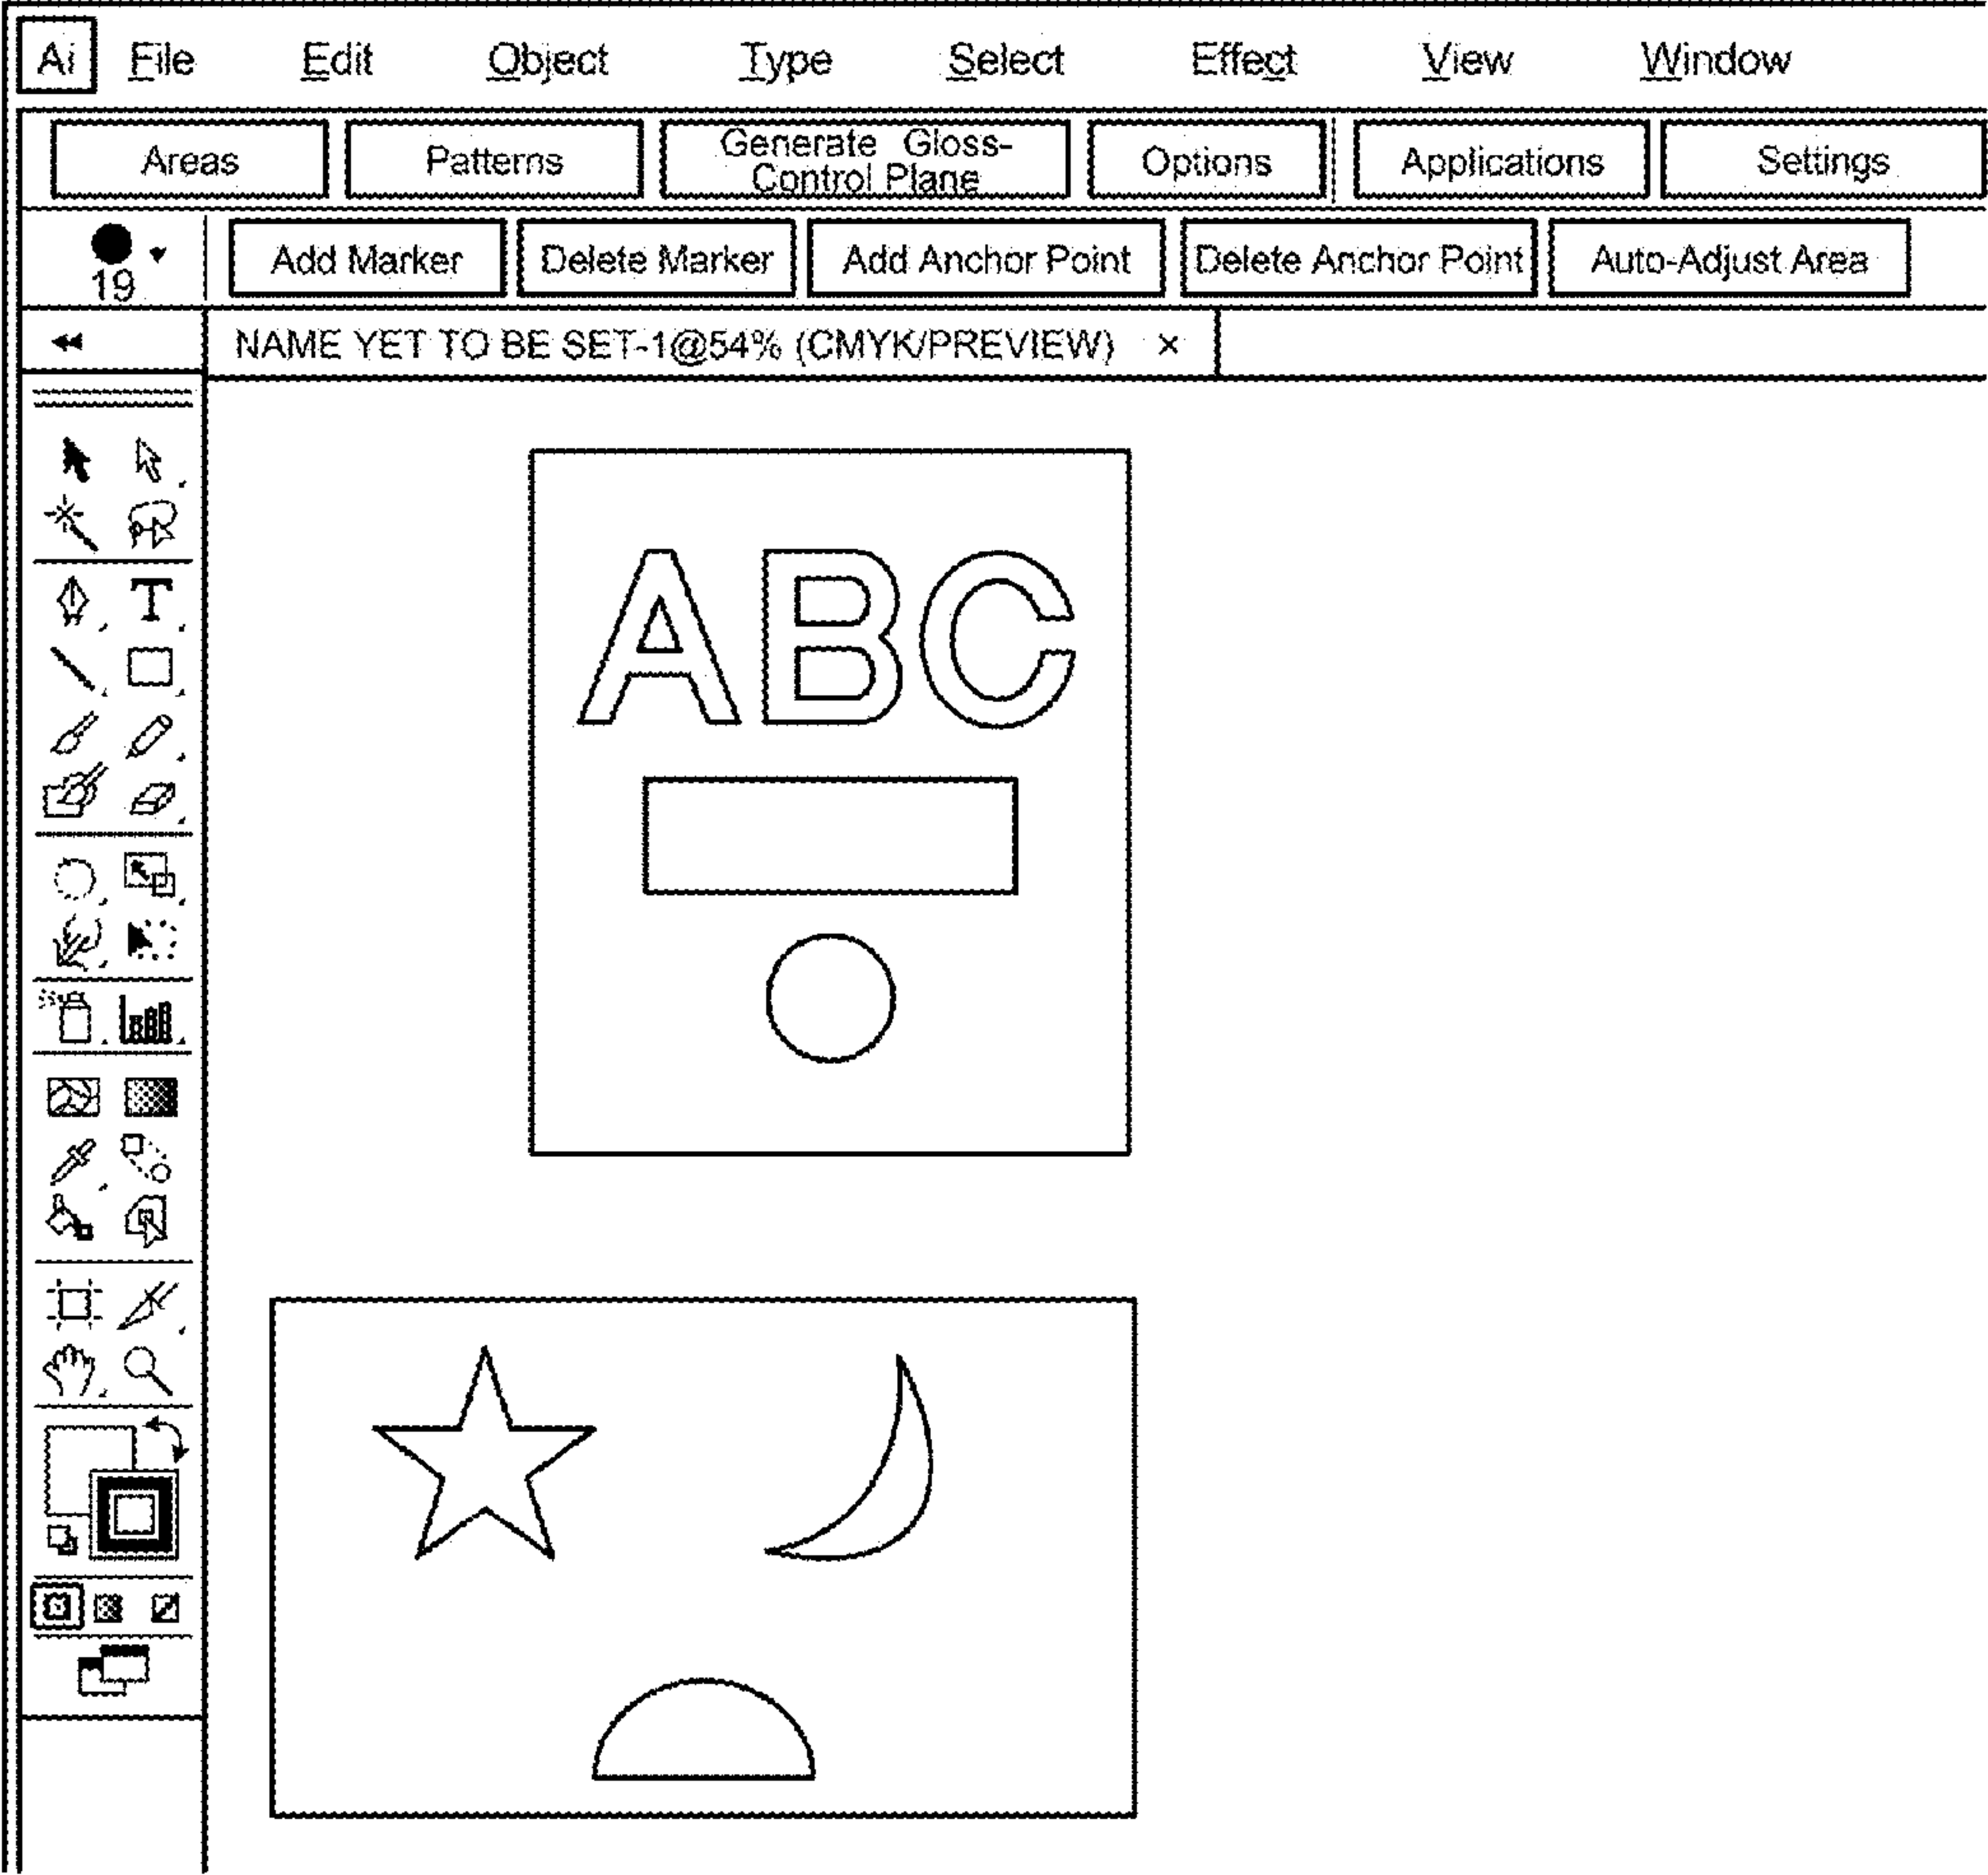 Ai File Edit Object Type Select Effect View Window
Areas Patterns Generate Gloss-
Control Plane Options Applications Settings
19 Add Marker Delete Marker Add Anchor Point Delete Anchor Point Auto-Adjust Area
NAME YET TO BE SET-1@54% (CMYK/PREVIEW) ×
T
ABC